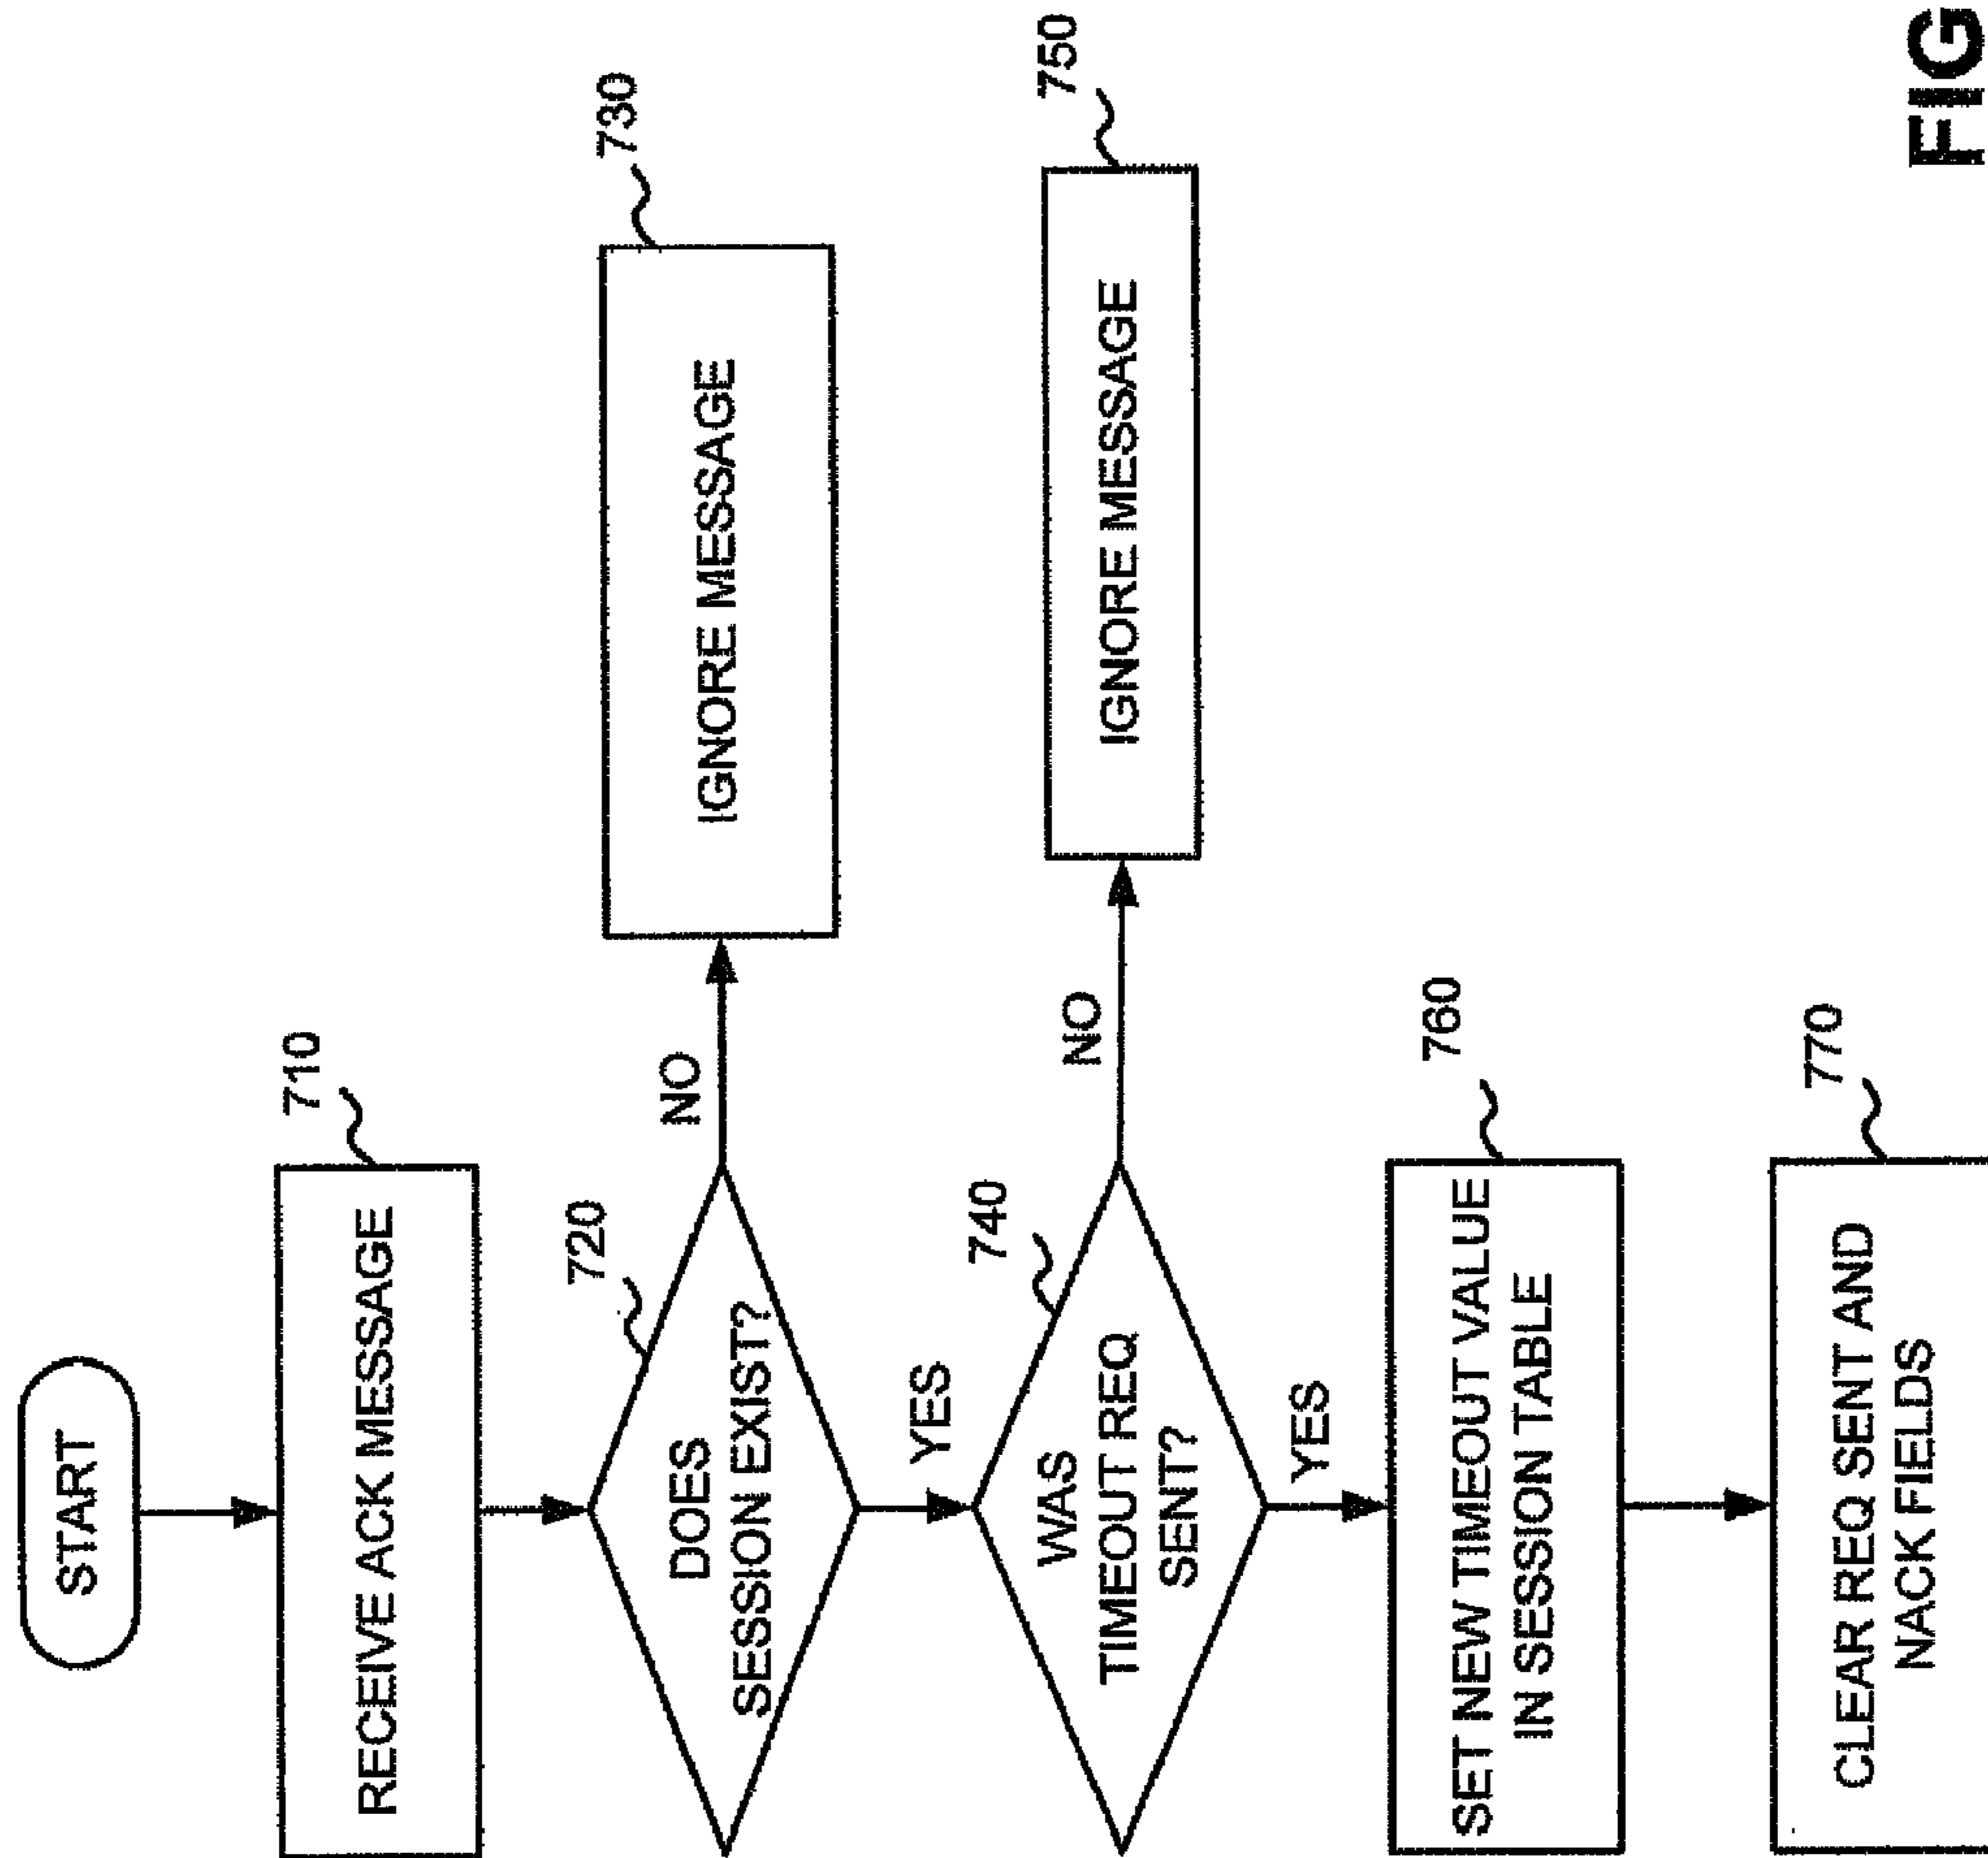 START
710
RECEIVE ACK MESSAGE
720
DOES
SESSION EXIST?
NO
730
IGNORE MESSAGE
YES
740
WAS
TIMEOUT REQ
SENT?
NO
750
IGNORE MESSAGE
YES
760
SET NEW TIMEOUT VALUE
IN SESSION TABLE
770
CLEAR REQ SENT AND
NACK FIELDS
FIG